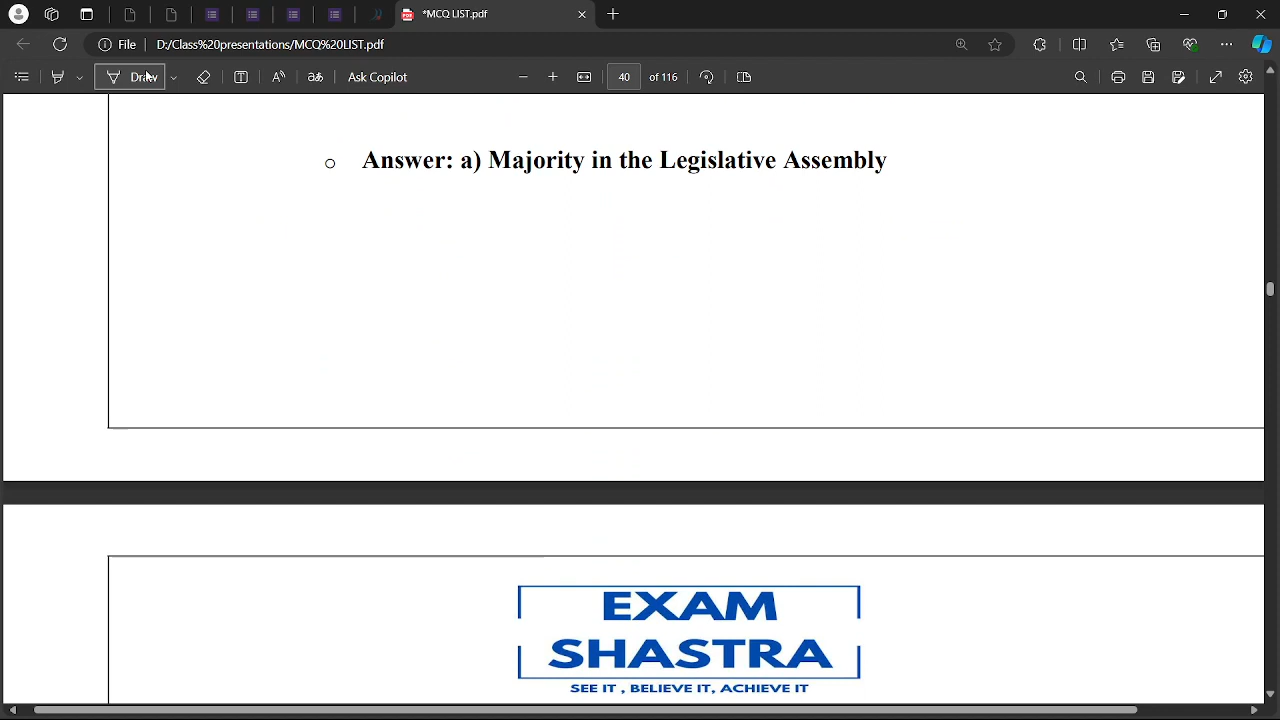 *MCQ LIST.pdf
File
D:/Class%20presentations/MCQ%20LIST.pdf
Draw
Ask Copilot
40 of 116
Answer: a) Majority in the Legislative Assembly
EXAM
SHASTRA
SEE IT , BELIEVE IT, ACHIEVE IT